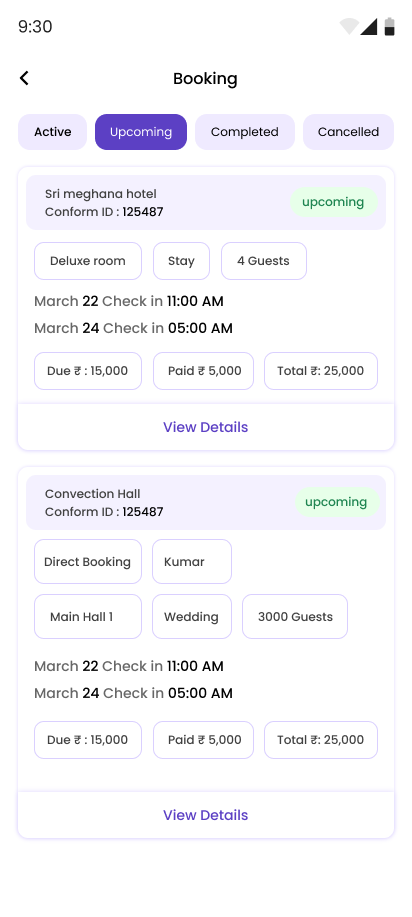 9:30
Booking
Active Upcoming Completed Cancelled
Sri meghana hotel
Conform ID : 125487
upcoming
Deluxe room Stay 4 Guests
March 22 Check in 11:00 AM
March 24 Check in 05:00 AM
Due ₹ : 15,000 Paid ₹ 5,000 Total ₹: 25,000
View Details
Convection Hall
Conform ID : 125487
upcoming
Direct Booking Kumar
Main Hall 1 Wedding 3000 Guests
March 22 Check in 11:00 AM
March 24 Check in 05:00 AM
Due ₹ : 15,000 Paid ₹ 5,000 Total ₹: 25,000
View Details